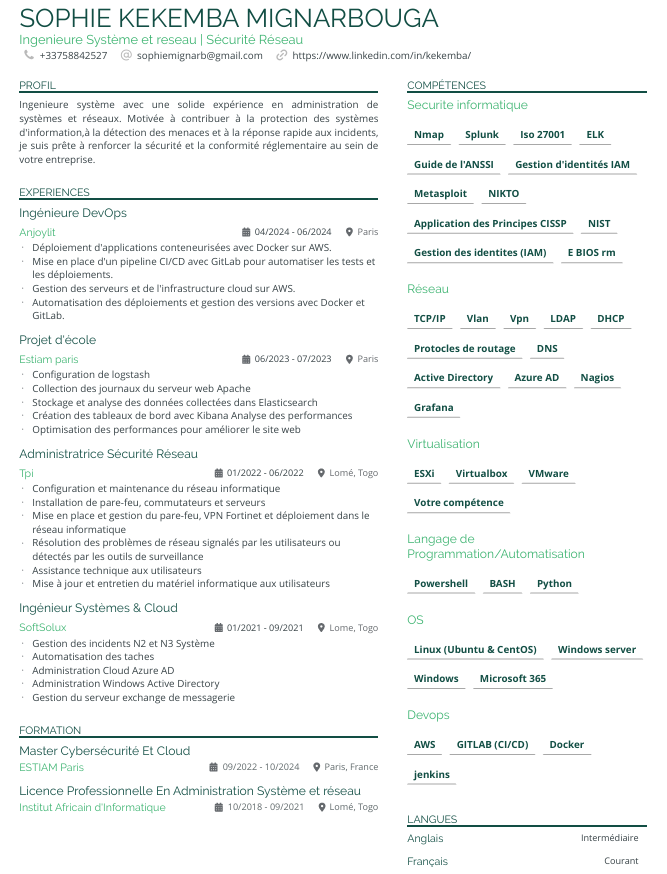 SOPHIE KEKEMBA MIGNARBOUGA
Ingenieure Système et reseau | Sécurité Réseau
+33758842527 sophiemignarb@gmail.com https://www.linkedin.com/in/kekemba/
PROFIL
Ingenieure système avec une solide expérience en administration de
systèmes et réseaux. Motivée à contribuer à la protection des systèmes
d'information,à la détection des menaces et à la réponse rapide aux incidents,
je suis prête à renforcer la sécurité et la conformité réglementaire au sein de
votre entreprise.
EXPERIENCES
Ingénieure DevOps
Anjoylit 04/2024 - 06/2024 Paris
· Déploiement d'applications conteneurisées avec Docker sur AWS.
· Mise en place d'un pipeline CI/CD avec GitLab pour automatiser les tests et
les déploiements.
· Gestion des serveurs et de l'infrastructure cloud sur AWS.
· Automatisation des déploiements et gestion des versions avec Docker et
GitLab.
Projet d'école
Estiam paris 06/2023 - 07/2023 Paris
· Configuration de logstash
· Collection des journaux du serveur web Apache
· Stockage et analyse des données collectées dans Elasticsearch
· Création des tableaux de bord avec Kibana Analyse des performances
· Optimisation des performances pour améliorer le site web
Administratrice Sécurité Réseau
Tpi 01/2022 - 06/2022 Lomé, Togo
· Configuration et maintenance du réseau informatique
· Installation de pare-feu, commutateurs et serveurs
· Mise en place et gestion du pare-feu, VPN Fortinet et déploiement dans le
réseau informatique
· Résolution des problèmes de réseau signalés par les utilisateurs ou
détectés par les outils de surveillance
· Assistance technique aux utilisateurs
· Mise à jour et entretien du matériel informatique aux utilisateurs
Ingénieur Systèmes & Cloud
SoftSolux 01/2021 - 09/2021 Lome, Togo
· Gestion des incidents N2 et N3 Système
· Automatisation des taches
· Administration Cloud Azure AD
· Administration Windows Active Directory
· Gestion du serveur exchange de messagerie
FORMATION
Master Cybersécurité Et Cloud
ESTIAM Paris 09/2022 - 10/2024 Paris, France
Licence Professionnelle En Administration Système et réseau
Institut Africain d'Informatique 10/2018 - 09/2021 Lomé, Togo
COMPÉTENCES
Securite informatique
Nmap Splunk Iso 27001 ELK
Guide de l'ANSSI Gestion d'identités IAM
Metasploit NIKTO
Application des Principes CISSP NIST
Gestion des identites (IAM) E BIOS rm
Réseau
TCP/IP Vlan Vpn LDAP DHCP
Protocles de routage DNS
Active Directory Azure AD Nagios
Grafana
Virtualisation
ESXi Virtualbox VMware
Votre compétence
Langage de
Programmation/Automatisation
Powershell BASH Python
OS
Linux (Ubuntu & CentOS) Windows server
Windows Microsoft 365
Devops
AWS GITLAB (CI/CD) Docker
jenkins
LANGUES
Anglais Intermédiaire
Français Courant